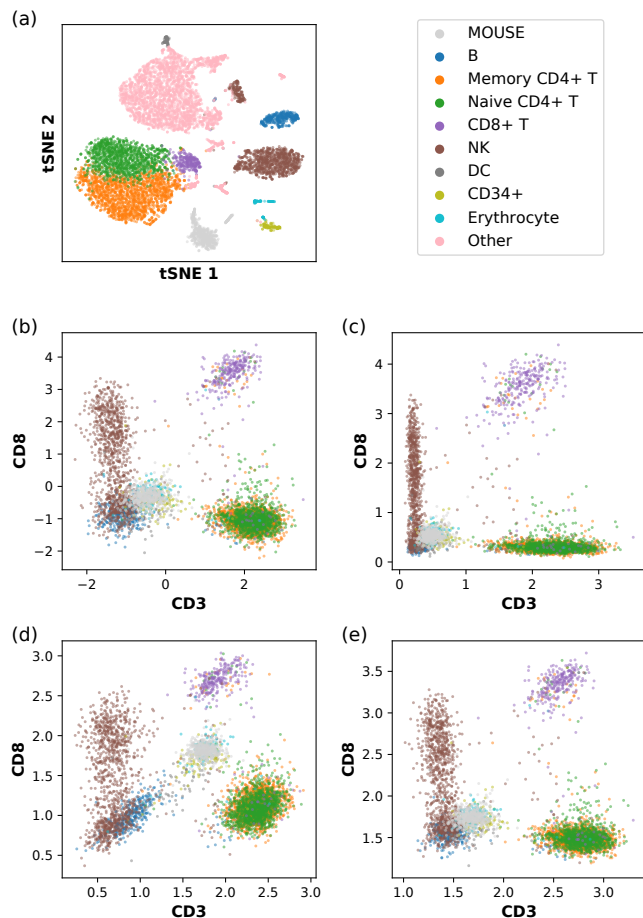 (a)
tSNE 2
tSNE 1
MOUSE
B
Memory CD4+ T
Naive CD4+ T
CD8+ T
NK
DC
CD34+
Erythrocyte
Other
(b)
4
3
2
1
0
−1
−2
CD8
−2 0 2
CD3
(c)
4
3
2
1
0
CD8
0 1 2 3
CD3
(d)
3.0
2.5
2.0
1.5
1.0
0.5
CD8
0.5 1.0 1.5 2.0 2.5 3.0
CD3
(e)
3.5
3.0
2.5
2.0
1.5
CD8
1.0 1.5 2.0 2.5 3.0
CD3